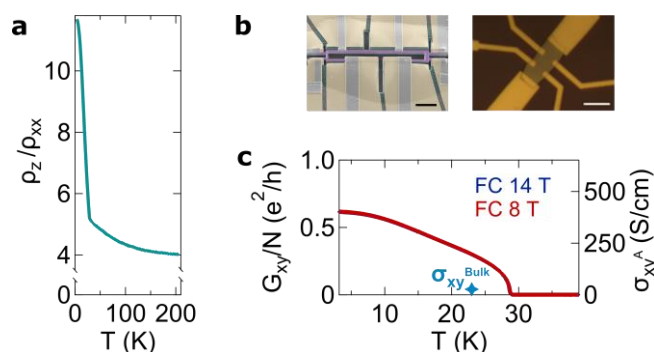 a
ρz/ρxx
10
8
6
4
0
0
100
200
T (K)
b
c
Gxy/N (e²/h)
1.0
0.5
0
FC 14 T
FC 8 T
σxyBulk
500
250
0
σxyA (S/cm)
10
20
30
T (K)